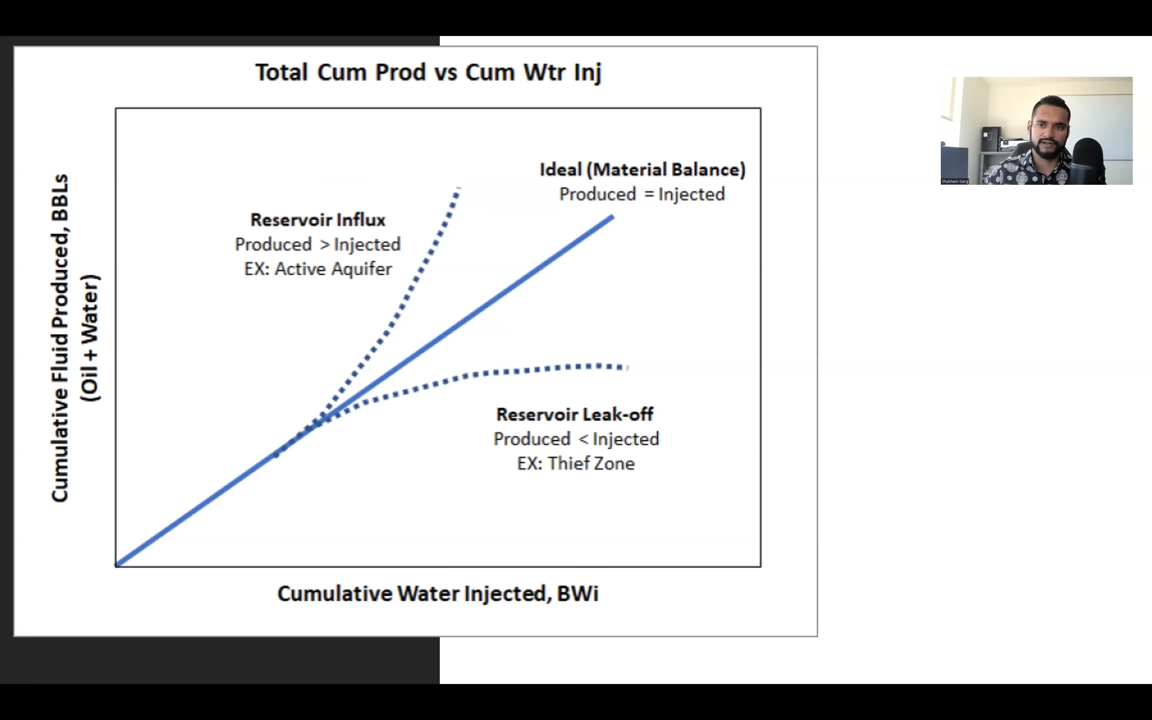 Total Cum Prod vs Cum Wtr Inj
Ideal (Material Balance)
Produced = Injected
Reservoir Influx
Produced > Injected
EX: Active Aquifer
Reservoir Leak-off
Produced < Injected
EX: Thief Zone
Cumulative Fluid Produced, BBLs
(Oil + Water)
Cumulative Water Injected, BWi